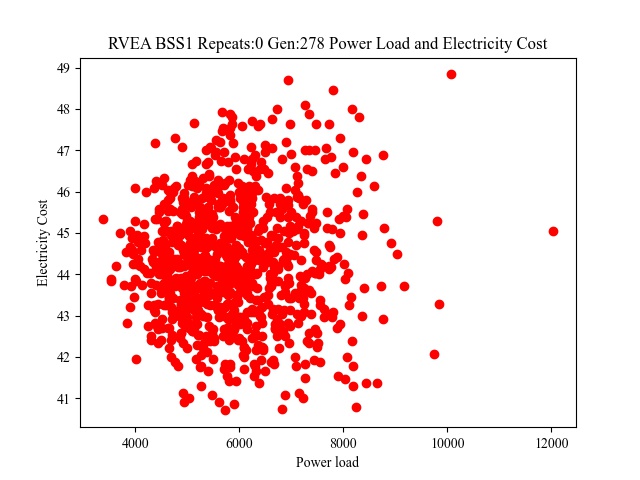 RVEA BSS1 Repeats:0 Gen:278 Power Load and Electricity Cost
49
48
47
46
45
44
43
42
41
Electricity Cost
4000 6000 8000 10000 12000
Power load